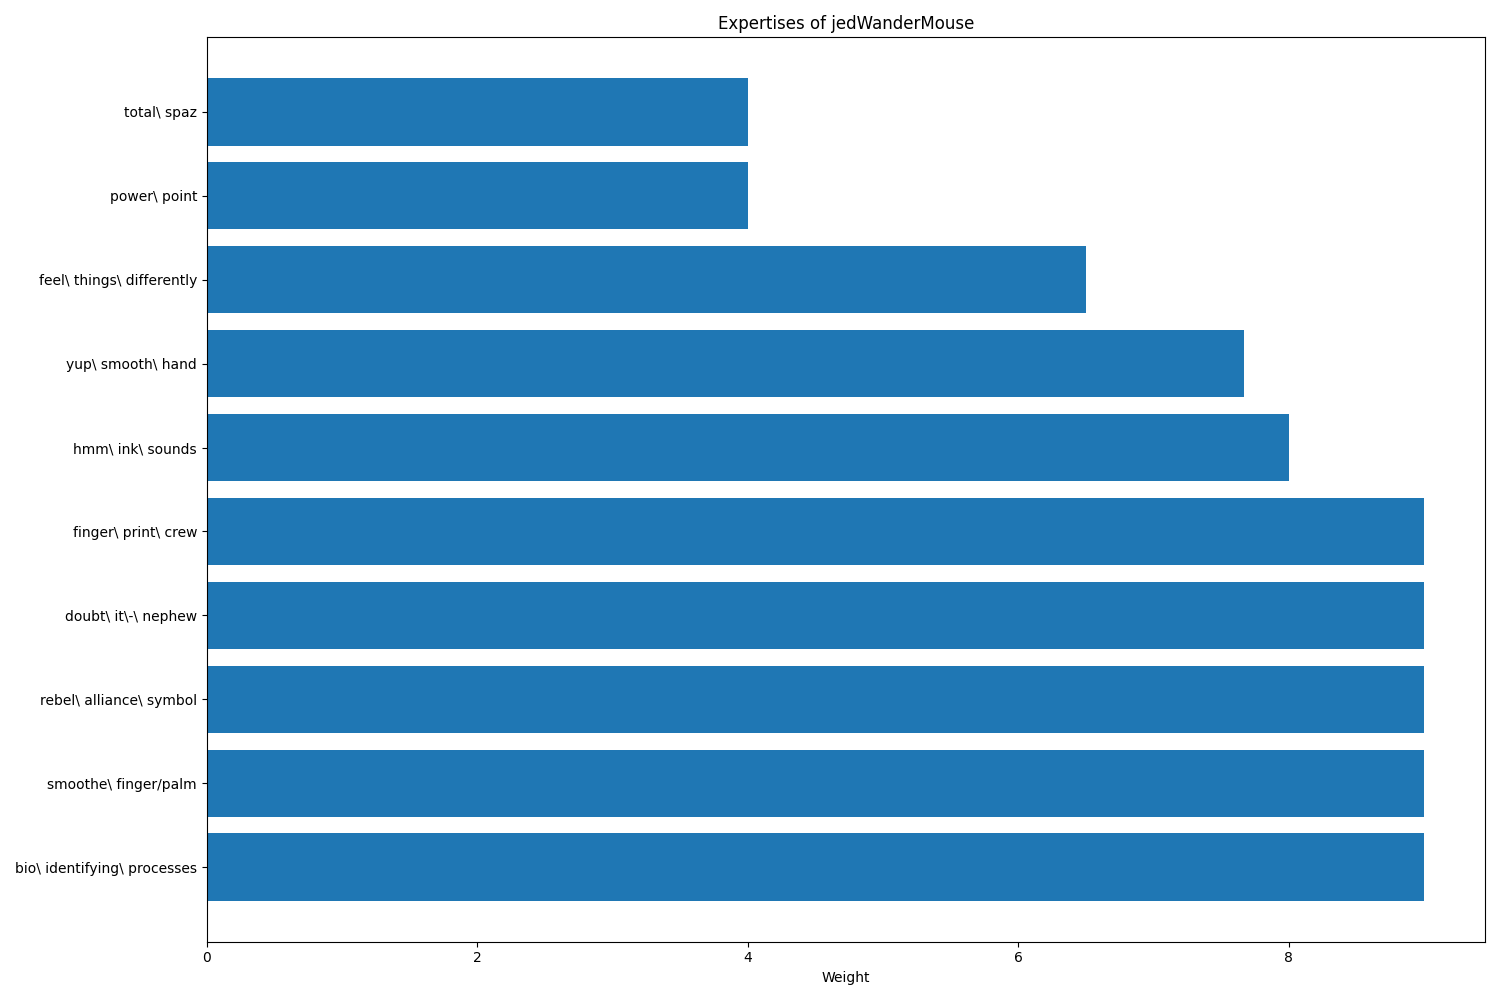 Expertises of jedWanderMouse
total\ spaz
power\ point
feel\ things\ differently
yup\ smooth\ hand
hmm\ ink\ sounds
finger\ print\ crew
doubt\ it\-\ nephew
rebel\ alliance\ symbol
smoothe\ finger/palm
bio\ identifying\ processes
0 2 4 6 8
Weight